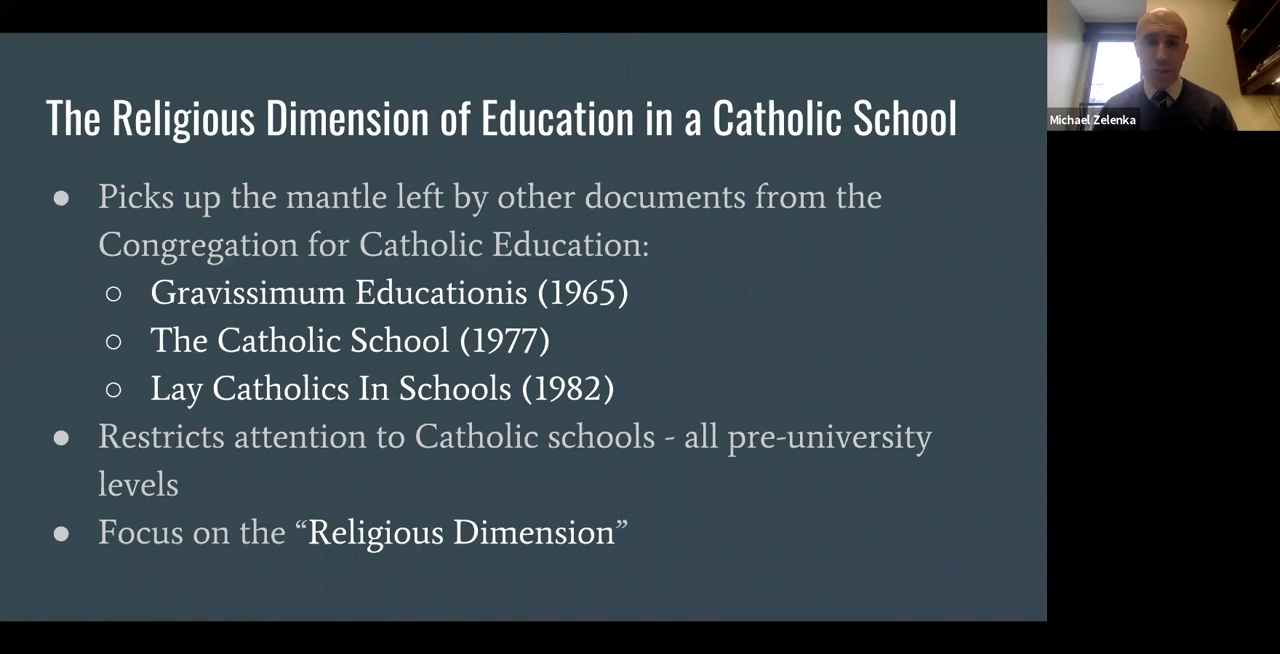 The Religious Dimension of Education in a Catholic School
● Picks up the mantle left by other documents from the
Congregation for Catholic Education:
○ Gravissimum Educationis (1965)
○ The Catholic School (1977)
○ Lay Catholics In Schools (1982)
● Restricts attention to Catholic schools - all pre-university
levels
● Focus on the “Religious Dimension”
Michael Zelenka